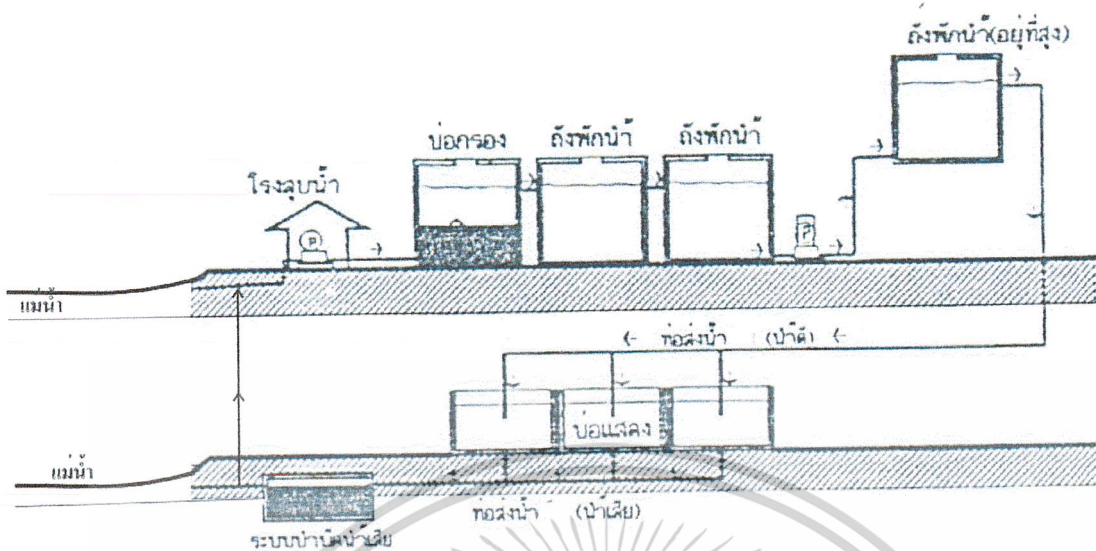 ถังพักน้ำ(อยู่ที่สูง)
บ่อกรอง ถังพักน้ำ ถังพักน้ำ
โรงสูบน้ำ
P
P
แม่น้ำ
ท่อส่งน้ำ (น้ำดี)
บ่อแสดง
แม่น้ำ
ท่อส่งน้ำ (น้ำเสีย)
ระบบบำบัดน้ำเสีย